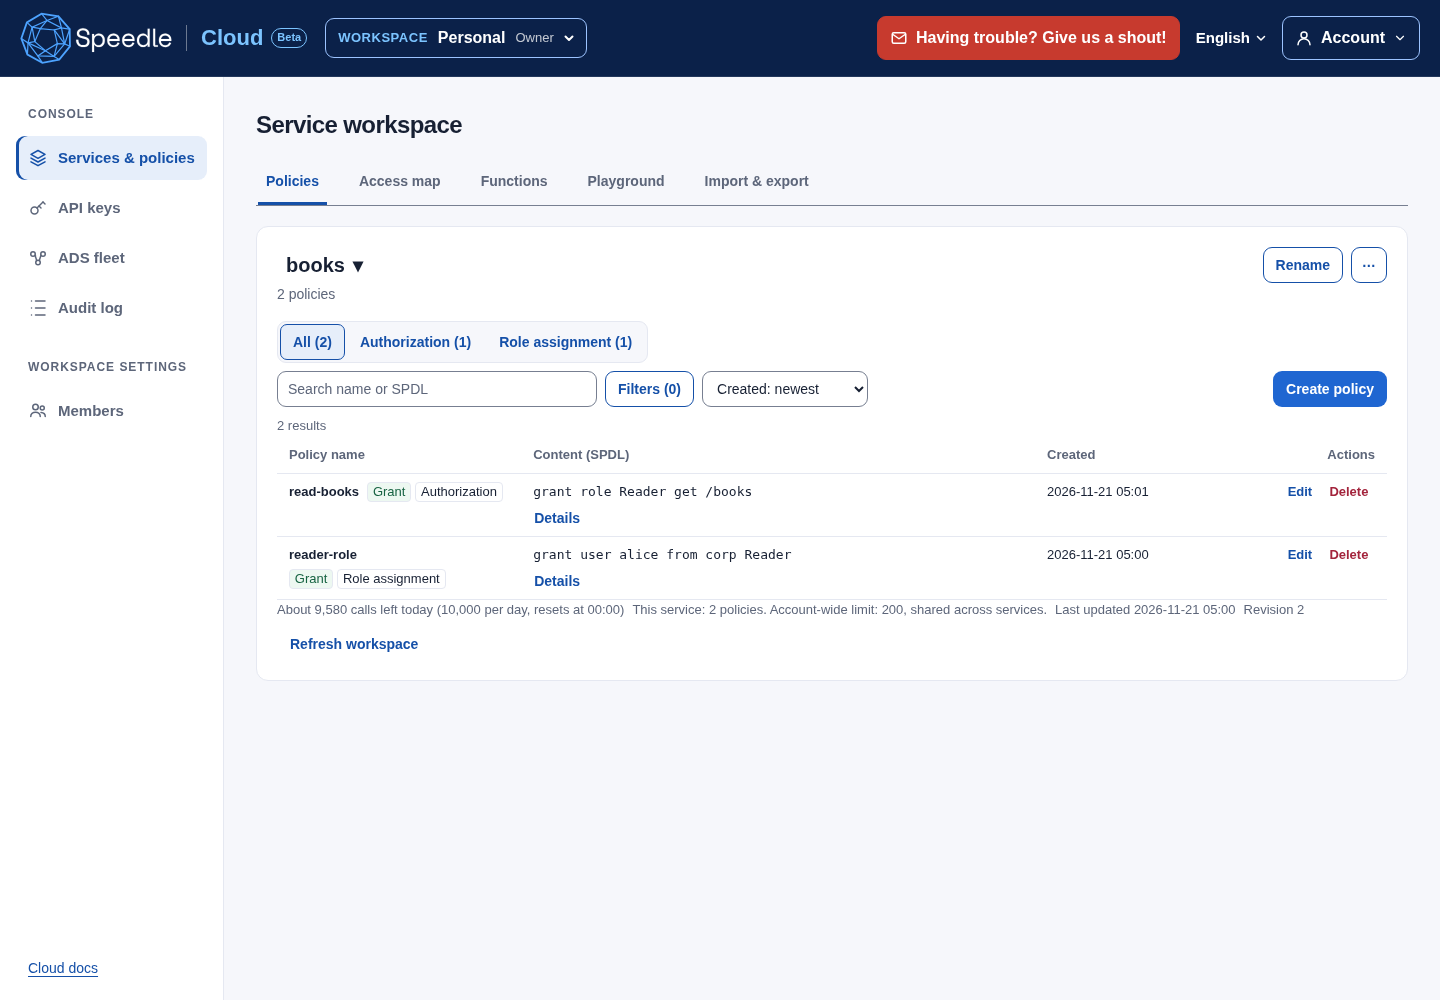 Speedle Cloud Beta WORKSPACE Personal Owner Having trouble? Give us a shout! English Account
CONSOLE
Services & policies
API keys
ADS fleet
Audit log
WORKSPACE SETTINGS
Members
Cloud docs
Service workspace
Policies Access map Functions Playground Import & export
books ▾ Rename ···
2 policies
All (2) Authorization (1) Role assignment (1)
Search name or SPDL Filters (0) Created: newest Create policy
2 results
Policy name Content (SPDL) Created Actions
read-books Grant Authorization grant role Reader get /books 2026-11-21 05:01 Edit Delete
Details
reader-role grant user alice from corp Reader 2026-11-21 05:00 Edit Delete
Grant Role assignment Details
About 9,580 calls left today (10,000 per day, resets at 00:00) This service: 2 policies. Account-wide limit: 200, shared across services. Last updated 2026-11-21 05:00 Revision 2
Refresh workspace